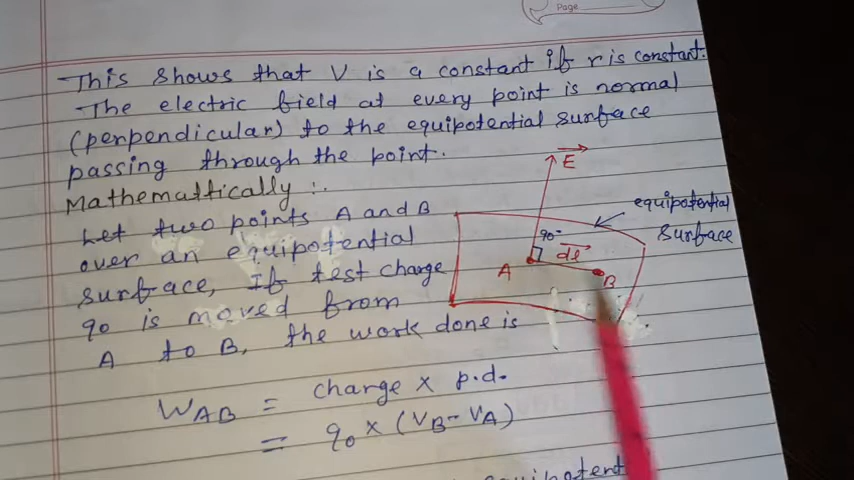 Page
This shows that V is a constant if r is constant.
The electric field at every point is normal
(perpendicular) to the equipotential surface
passing through the point.
Mathemattically :.
Let two points A and B
over an equipotential
surface, If test charge
q0 is moved from
A to B, the work done is
E
equipotential
surface
90°
dl
A
B
WAB = charge × p.d.
= q0 × (VB - VA)
equipotent